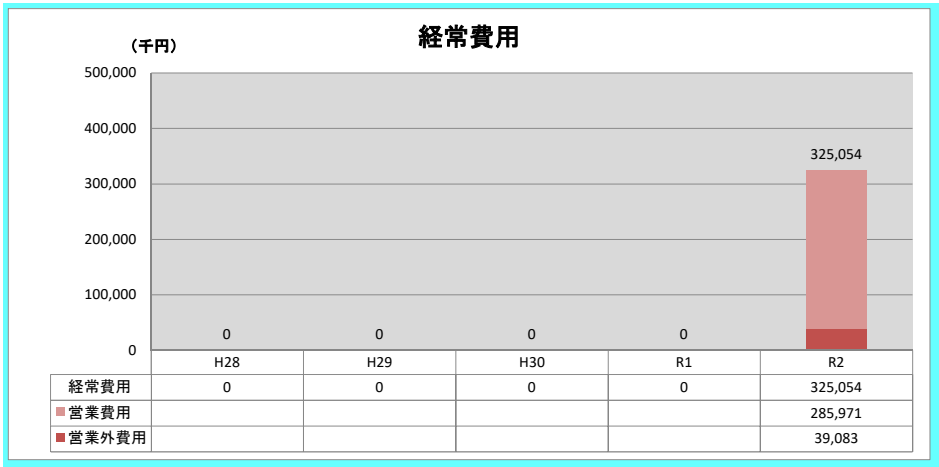 経常費用
（千円）
500,000
400,000
300,000
200,000
100,000
0
325,054
0 0 0 0
H28 H29 H30 R1 R2
経常費用 0 0 0 0 325,054
営業費用 285,971
営業外費用 39,083